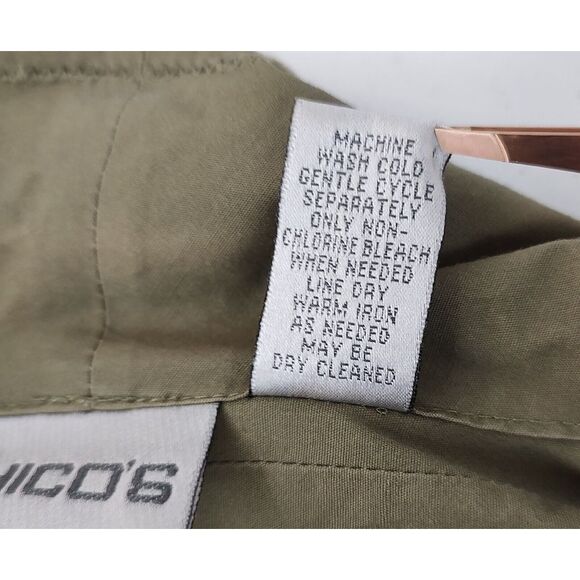 MACHINE
WASH COLD
GENTLE CYCLE
SEPARATELY
ONLY NON-
CHLORINE BLEACH
WHEN NEEDED
LINE DRY
WARM IRON
AS NEEDED
MAY BE
DRY CLEANED
HICO'S